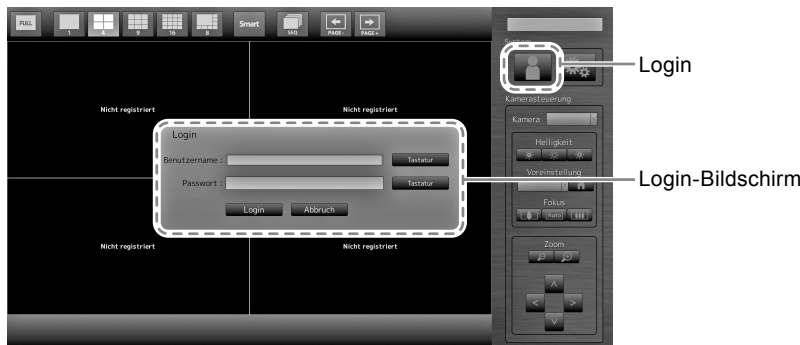 FULL
1
4
9
16
8
Smart
SEQ
PAGE-
PAGE+
System
Login
Kamerasteuerung
Kamera
Helligkeit
Voreinstellung
Fokus
Auto
Zoom
Nicht registriert
Nicht registriert
Login
Benutzername :
Tastatur
Passwort :
Tastatur
Login
Abbruch
Login-Bildschirm
Nicht registriert
Nicht registriert